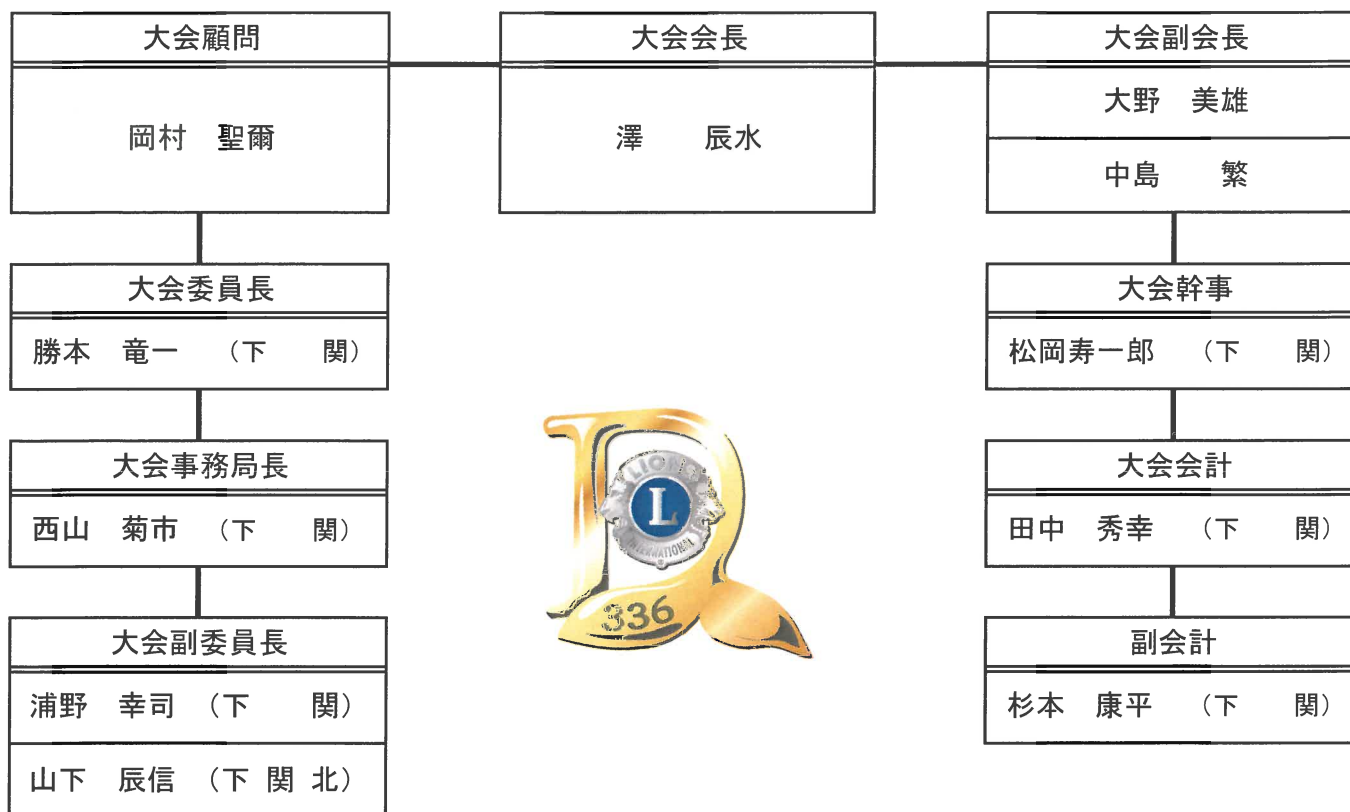 大会顧問
岡村 聖爾
大会会長
澤 辰水
大会副会長
大野 美雄
中島 繁
大会委員長
勝本 竜一 (下 関)
大会事務局長
西山 菊市 (下 関)
大会副委員長
浦野 幸司 (下 関)
山下 辰信 (下 関 北)
大会幹事
松岡寿一郎 (下 関)
大会会計
田中 秀幸 (下 関)
副会計
杉本 康平 (下 関)
LIONS
L
INTERNATIONAL
336